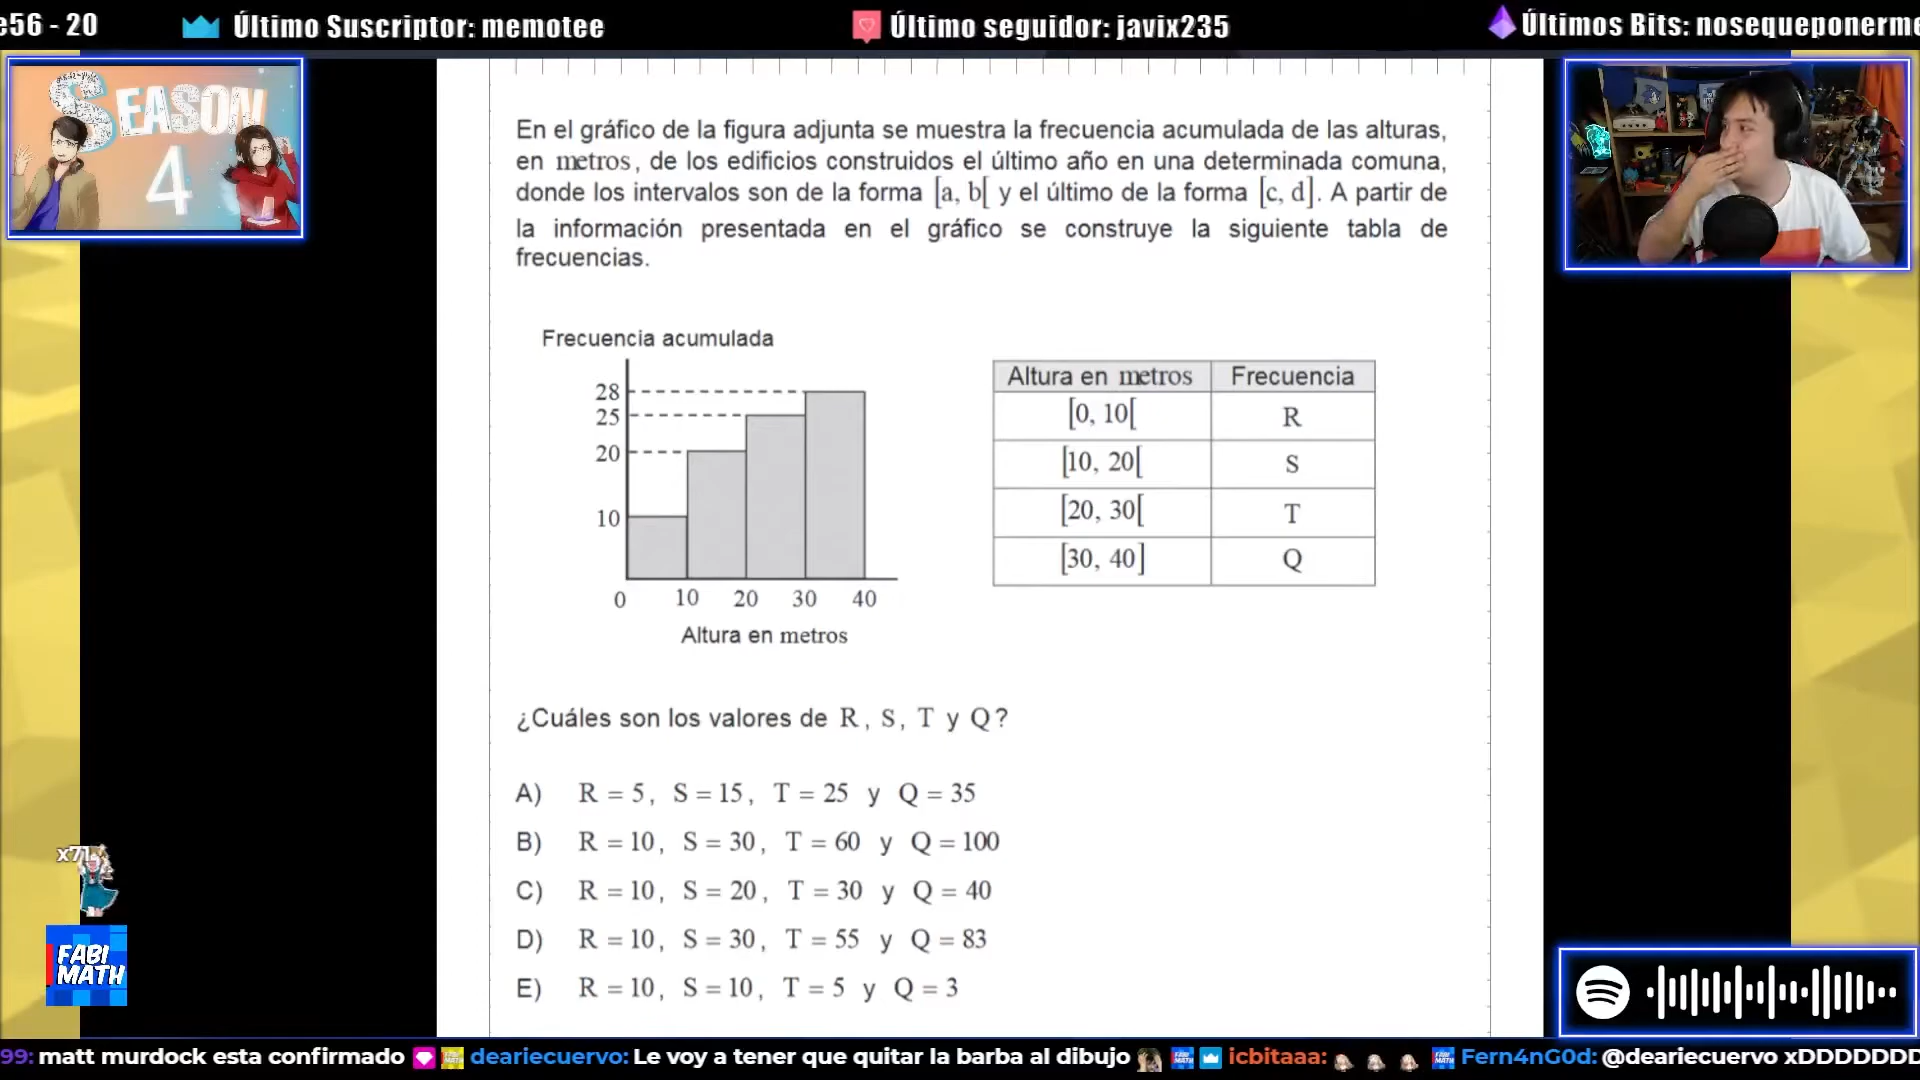 e56 - 20
Último Suscriptor: memotee
Último seguidor: javix235
Últimos Bits: nosequeponerme
SEASON
4
En el gráfico de la figura adjunta se muestra la frecuencia acumulada de las alturas,
en metros, de los edificios construidos el último año en una determinada comuna,
donde los intervalos son de la forma [a, b[ y el último de la forma [c, d]. A partir de
la información presentada en el gráfico se construye la siguiente tabla de
frecuencias.
Frecuencia acumulada
28
25
20
10
0 10 20 30 40
Altura en metros
Altura en metros Frecuencia
[0, 10[ R
[10, 20[ S
[20, 30[ T
[30, 40] Q
¿Cuáles son los valores de R, S, T y Q?
A) R = 5, S = 15, T = 25 y Q = 35
B) R = 10, S = 30, T = 60 y Q = 100
C) R = 10, S = 20, T = 30 y Q = 40
D) R = 10, S = 30, T = 55 y Q = 83
E) R = 10, S = 10, T = 5 y Q = 3
x71
FABI
MATH
99: matt murdock esta confirmado deariecuervo: Le voy a tener que quitar la barba al dibujo icbitaaa: Fern4nG0d: @deariecuervo xDDDDDDD